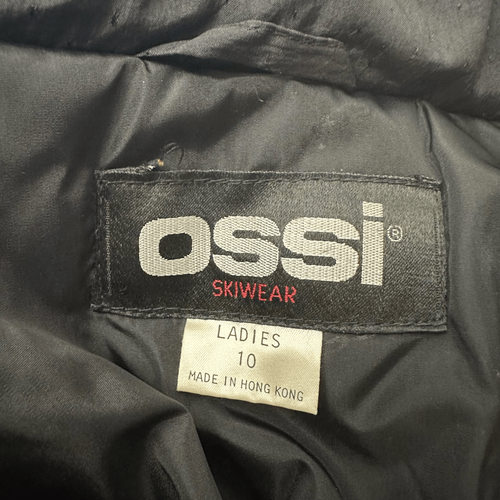 ossi®
SKIWEAR
LADIES
10
MADE IN HONG KONG